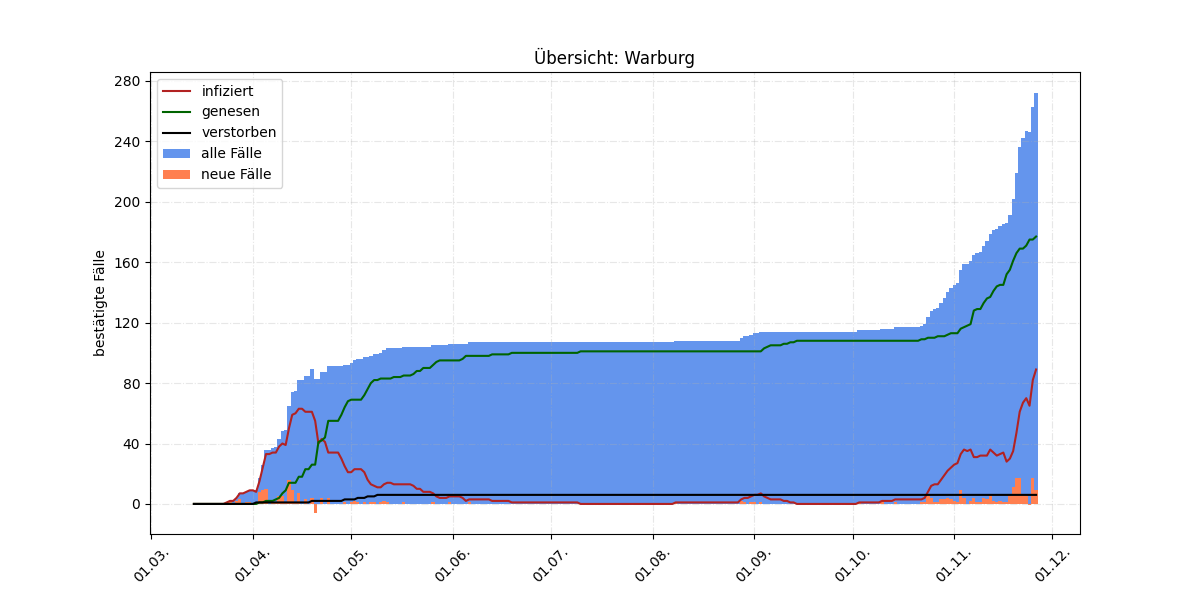 Übersicht: Warburg
infiziert
genesen
verstorben
alle Fälle
neue Fälle
bestätigte Fälle
280
240
200
160
120
80
40
0
01.03.
01.04.
01.05.
01.06.
01.07.
01.08.
01.09.
01.10.
01.11.
01.12.